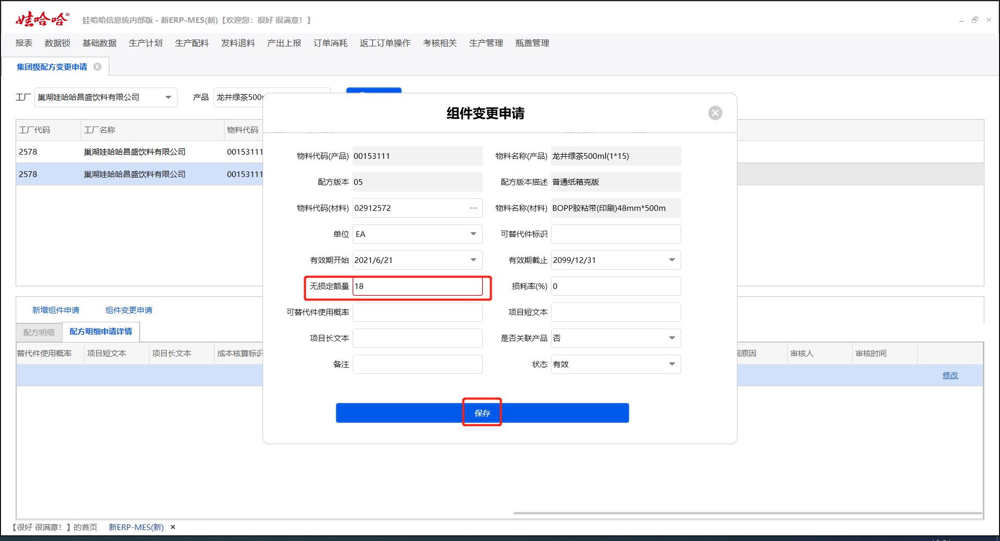 娃哈哈®
娃哈哈信息统内部版 - 新ERP-MES(新)【欢迎您：很好 很满意！】
报表 数据锁 基础数据 生产计划 生产配料 发料退料 产出上报 订单消耗 返工订单操作 考核相关 生产管理 瓶盖管理
集团级配方变更申请
工厂 巢湖娃哈哈昌盛饮料有限公司 产品 龙井绿茶500
工厂代码 工厂名称 物料代码
2578 巢湖娃哈哈昌盛饮料有限公司 00153111
2578 巢湖娃哈哈昌盛饮料有限公司 00153111
组件变更申请
物料代码(产品) 00153111 物料名称(产品) 龙井绿茶500ml(1*15)
配方版本 05 配方版本描述 普通纸箱克版
物料代码(材料) 02912572 ... 物料名称(材料) BOPP胶粘带(印刷)48mm*500m
单位 EA 可替代件标识
有效期开始 2021/6/21 有效期截止 2099/12/31
无损定额量 18 损耗率(%) 0
可替代件使用概率 项目短文本
项目长文本 是否关联产品 否
备注 状态 有效
保存
新增组件申请 组件变更申请
配方明细 配方明细申请详情
替代件使用概率 项目短文本 项目长文本 成本核算标识 回原因 审核人 审核时间
修改
【很好 很满意！】的首页 新ERP-MES(新) ×